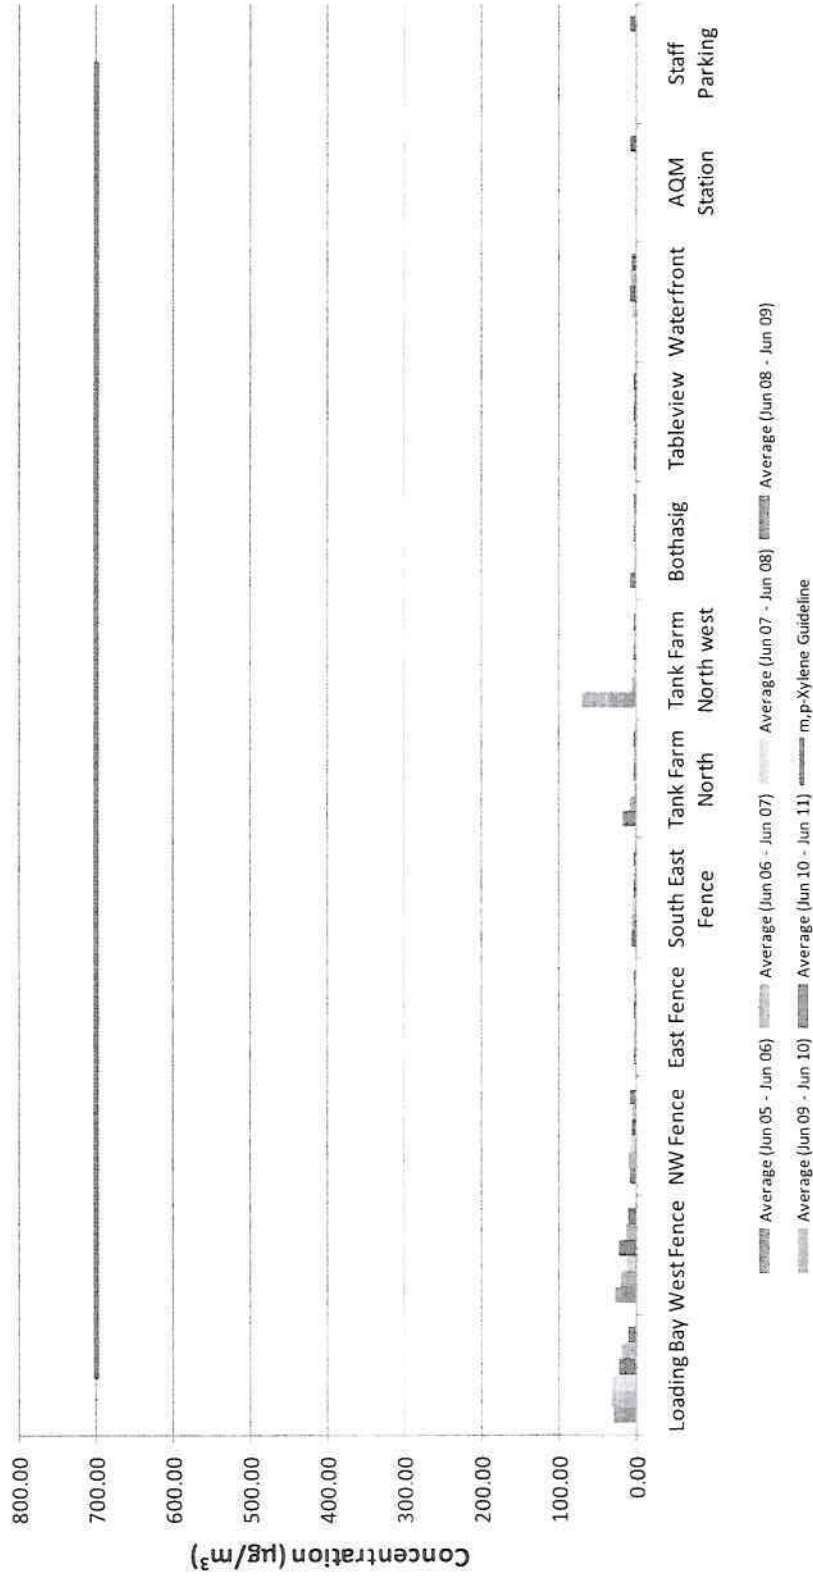 Concentration (µg/m³)
800.00
700.00
600.00
500.00
400.00
300.00
200.00
100.00
0.00
Loading Bay
West Fence
NW Fence
East Fence
South East
Fence
Tank Farm
North
Tank Farm
North west
Bothasig
Tableview
Waterfront
AQM
Station
Staff
Parking
Average (Jun 05 - Jun 06)
Average (Jun 06 - Jun 07)
Average (Jun 07 - Jun 08)
Average (Jun 08 - Jun 09)
Average (Jun 09 - Jun 10)
Average (Jun 10 - Jun 11)
m,p-Xylene Guideline